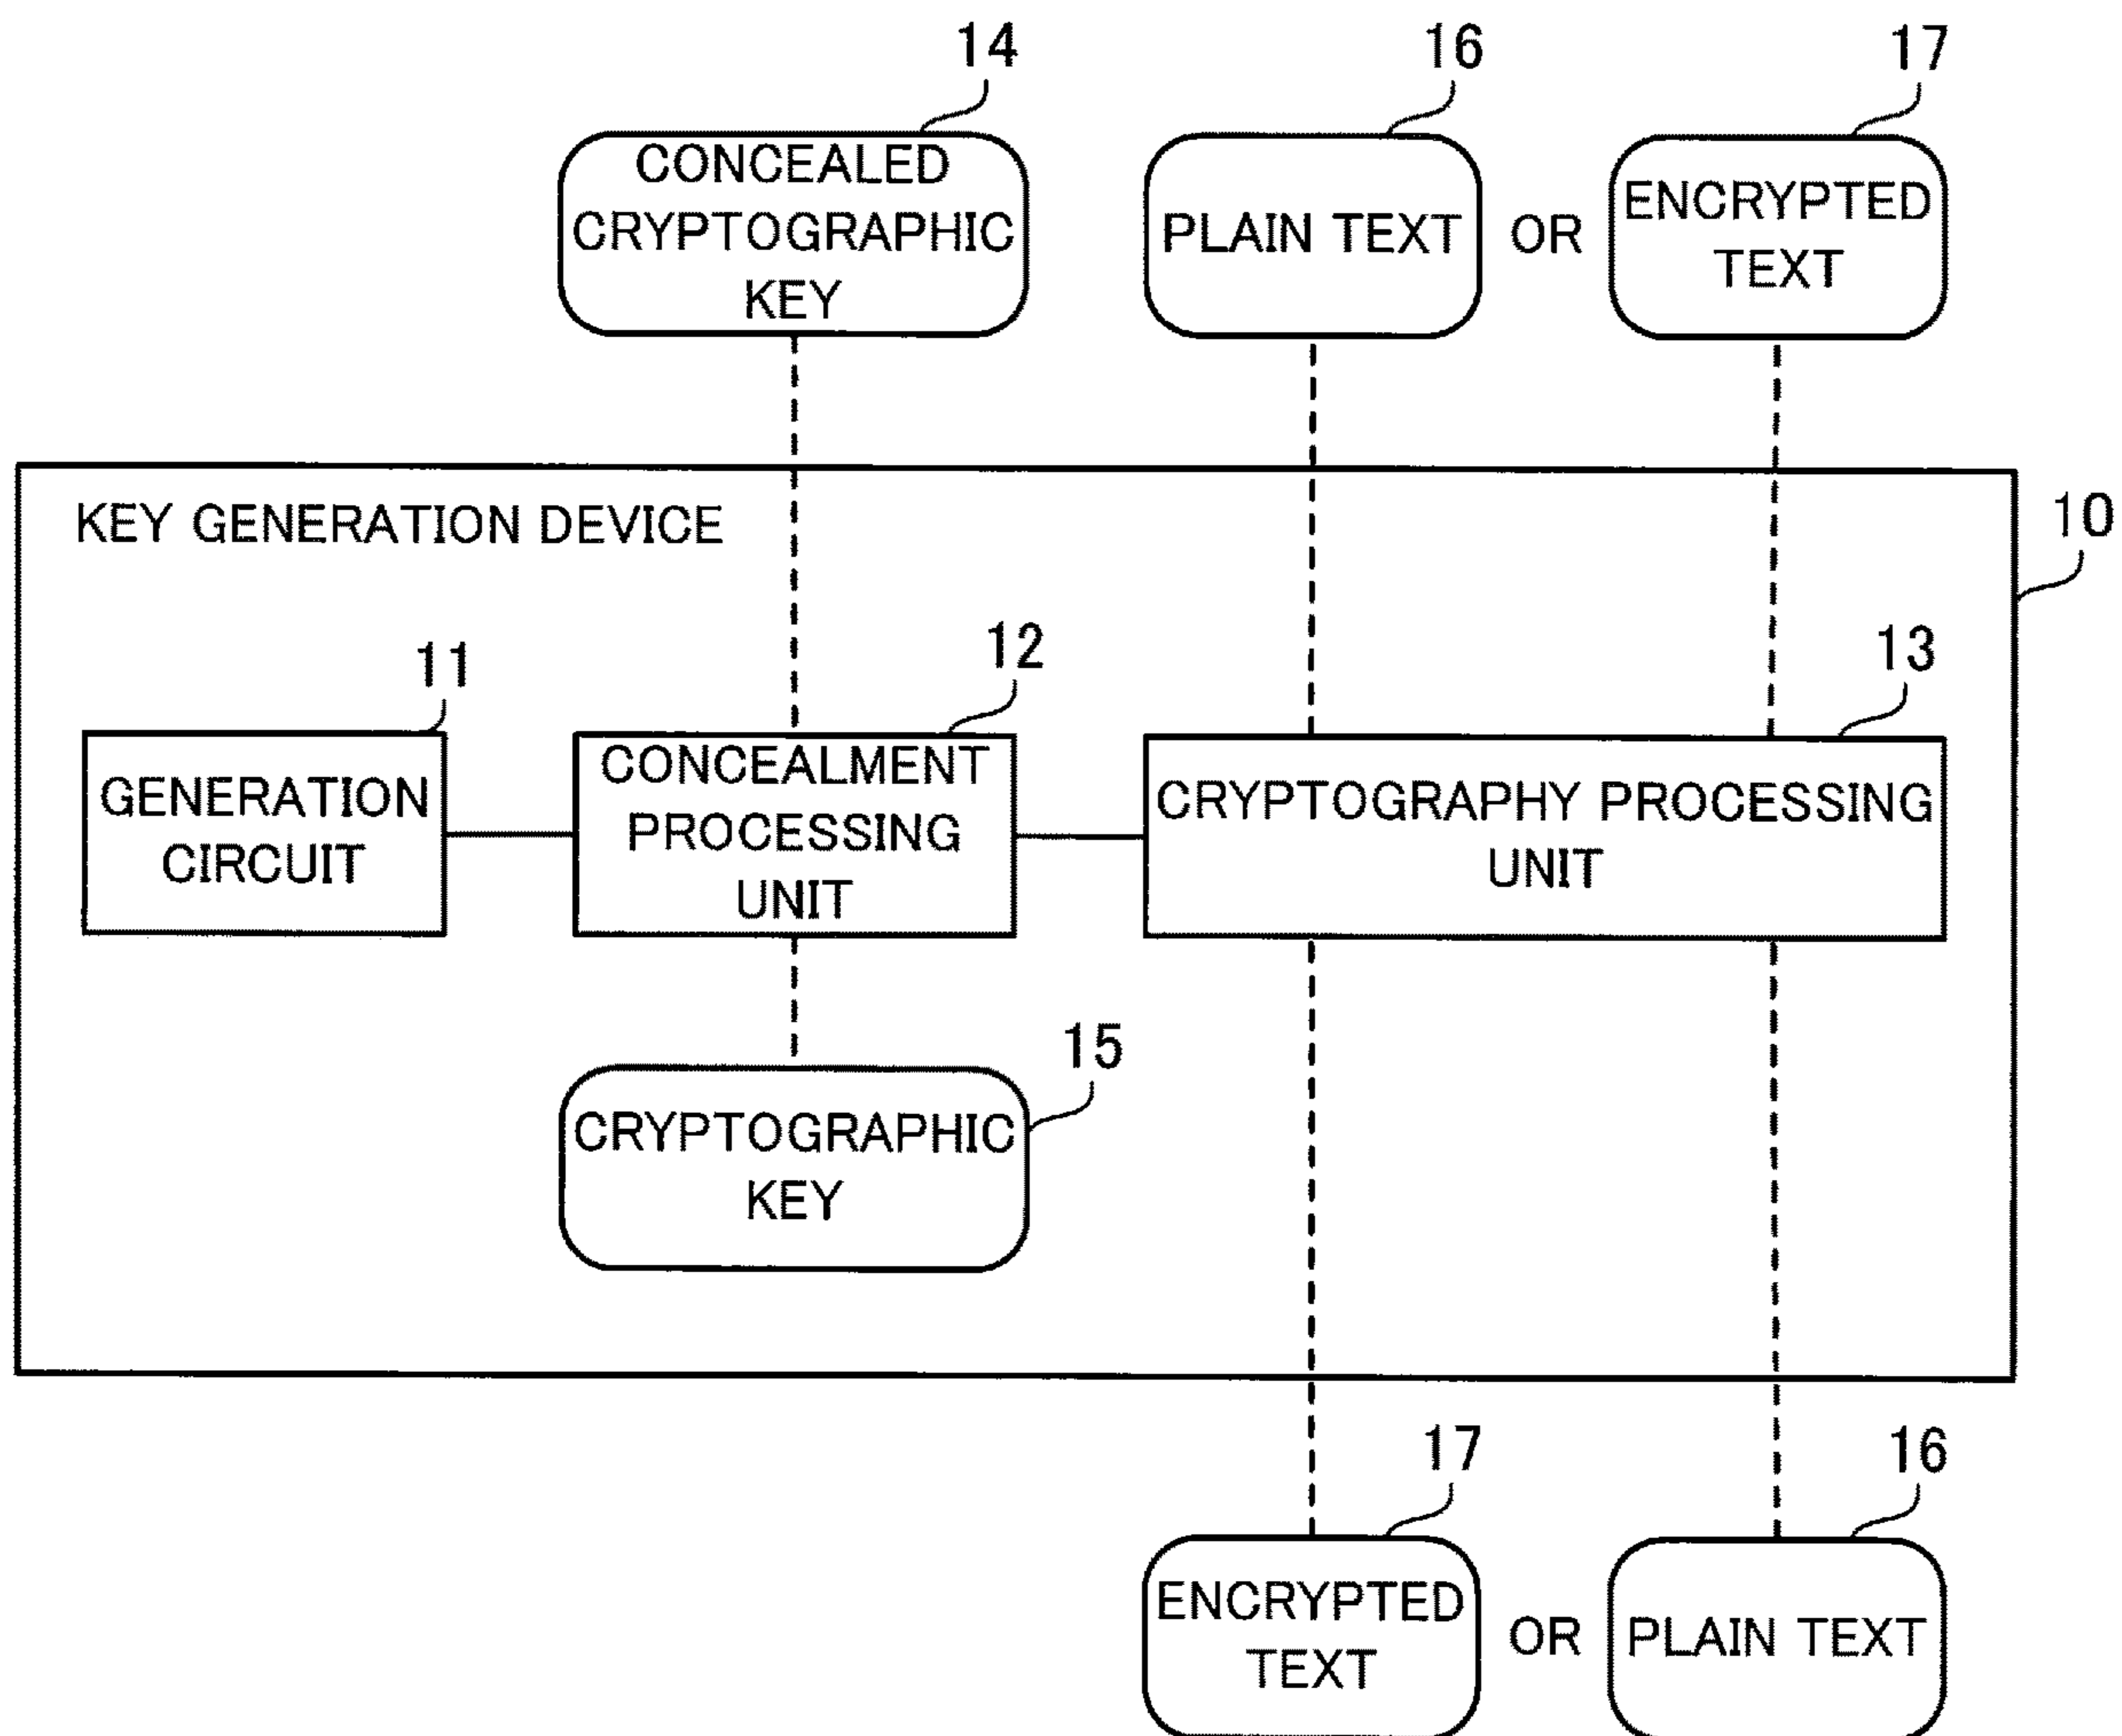 14
16
17
CONCEALED
CRYPTOGRAPHIC
KEY
PLAIN TEXT
OR
ENCRYPTED
TEXT
KEY GENERATION DEVICE
10
11
12
13
GENERATION
CIRCUIT
CONCEALMENT
PROCESSING
UNIT
CRYPTOGRAPHY PROCESSING
UNIT
15
CRYPTOGRAPHIC
KEY
17
16
ENCRYPTED
TEXT
OR
PLAIN TEXT